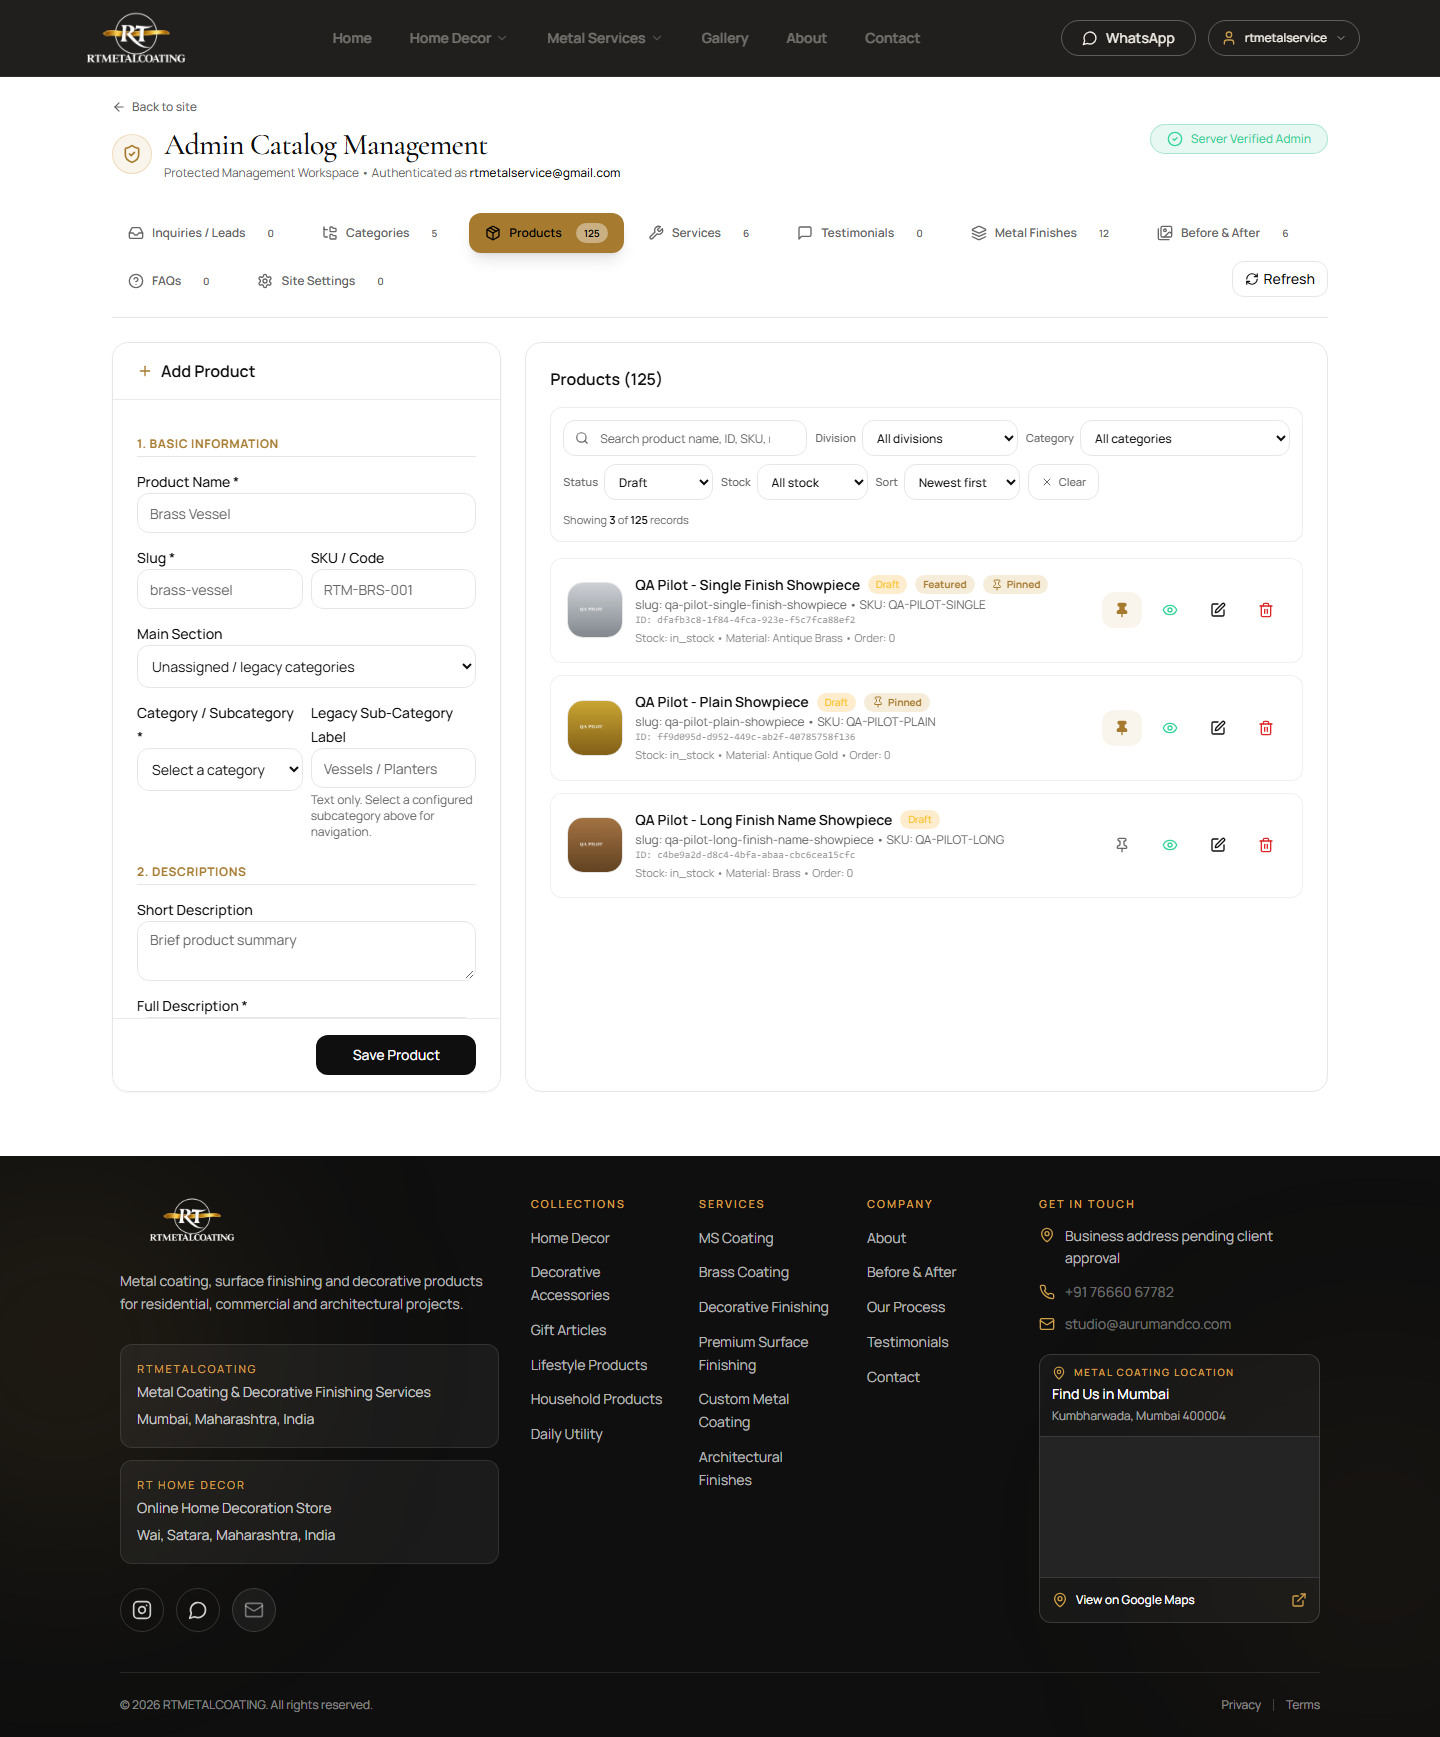 RT
RTMETALCOATING
Home
Home Decor
Metal Services
Gallery
About
Contact
WhatsApp
rtmetalservice
Back to site
Admin Catalog Management
Protected Management Workspace • Authenticated as rtmetalservice@gmail.com
Server Verified Admin
Inquiries / Leads 0
Categories 5
Products 125
Services 6
Testimonials 0
Metal Finishes 12
Before & After 6
FAQs 0
Site Settings 0
Refresh
Add Product
1. BASIC INFORMATION
Product Name *
Brass Vessel
Slug *
SKU / Code
brass-vessel
RTM-BRS-001
Main Section
Unassigned / legacy categories
Category / Subcategory
*
Legacy Sub-Category
Label
Select a category
Vessels / Planters
Text only. Select a configured
subcategory above for
navigation.
2. DESCRIPTIONS
Short Description
Brief product summary
Full Description *
Save Product
Products (125)
Search product name, ID, SKU,
Division
All divisions
Category
All categories
Status
Draft
Stock
All stock
Sort
Newest first
Clear
Showing 3 of 125 records
QA PILOT
QA Pilot - Single Finish Showpiece Draft Featured Pinned
slug: qa-pilot-single-finish-showpiece • SKU: QA-PILOT-SINGLE
ID: dfafb3c8-1f84-4fca-923e-f5c7fca88ef2
Stock: in_stock • Material: Antique Brass • Order: 0
QA PILOT
QA Pilot - Plain Showpiece Draft Pinned
slug: qa-pilot-plain-showpiece • SKU: QA-PILOT-PLAIN
ID: ff9d095d-d952-449c-ab2f-40785758f136
Stock: in_stock • Material: Antique Gold • Order: 0
QA PILOT
QA Pilot - Long Finish Name Showpiece Draft
slug: qa-pilot-long-finish-name-showpiece • SKU: QA-PILOT-LONG
ID: c4be9a2d-d8c4-4bfa-abaa-cbc6cea15cfc
Stock: in_stock • Material: Brass • Order: 0
RT
RTMETALCOATING
Metal coating, surface finishing and decorative products
for residential, commercial and architectural projects.
RTMETALCOATING
Metal Coating & Decorative Finishing Services
Mumbai, Maharashtra, India
RT HOME DECOR
Online Home Decoration Store
Wai, Satara, Maharashtra, India
COLLECTIONS
Home Decor
Decorative
Accessories
Gift Articles
Lifestyle Products
Household Products
Daily Utility
SERVICES
MS Coating
Brass Coating
Decorative Finishing
Premium Surface
Finishing
Custom Metal
Coating
Architectural
Finishes
COMPANY
About
Before & After
Our Process
Testimonials
Contact
GET IN TOUCH
Business address pending client
approval
+91 76660 67782
studio@aurumandco.com
METAL COATING LOCATION
Find Us in Mumbai
Kumbharwada, Mumbai 400004
View on Google Maps
© 2026 RTMETALCOATING. All rights reserved.
Privacy
Terms